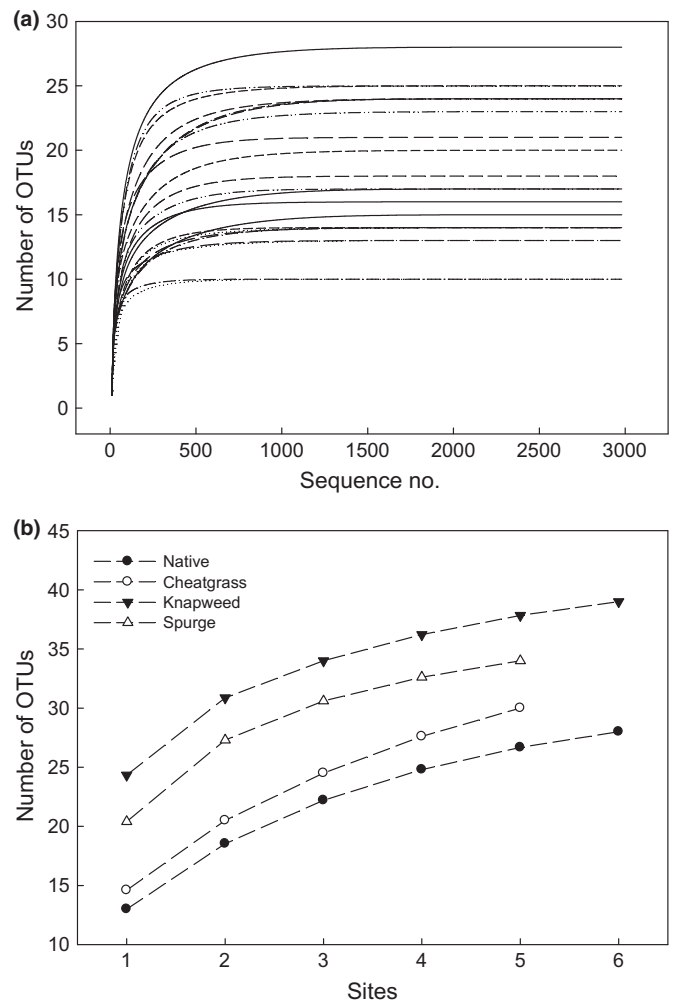 (a)
30
25
20
15
10
5
0
Number of OTUs
0 500 1000 1500 2000 2500 3000
Sequence no.
(b)
45
40
35
30
25
20
15
10
Number of OTUs
Native
Cheatgrass
Knapweed
Spurge
1 2 3 4 5 6
Sites